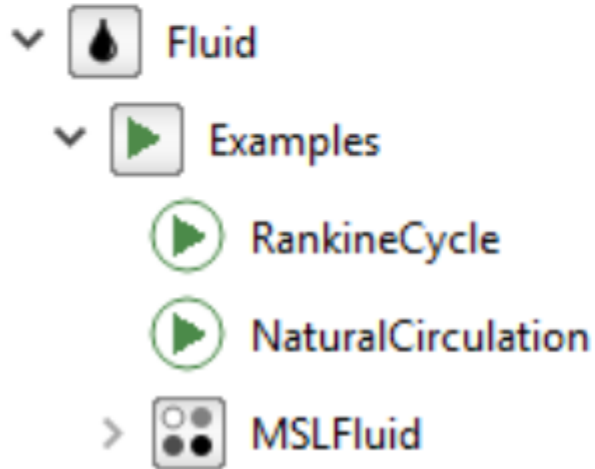 Fluid
Examples
RankineCycle
NaturalCirculation
MSLFluid